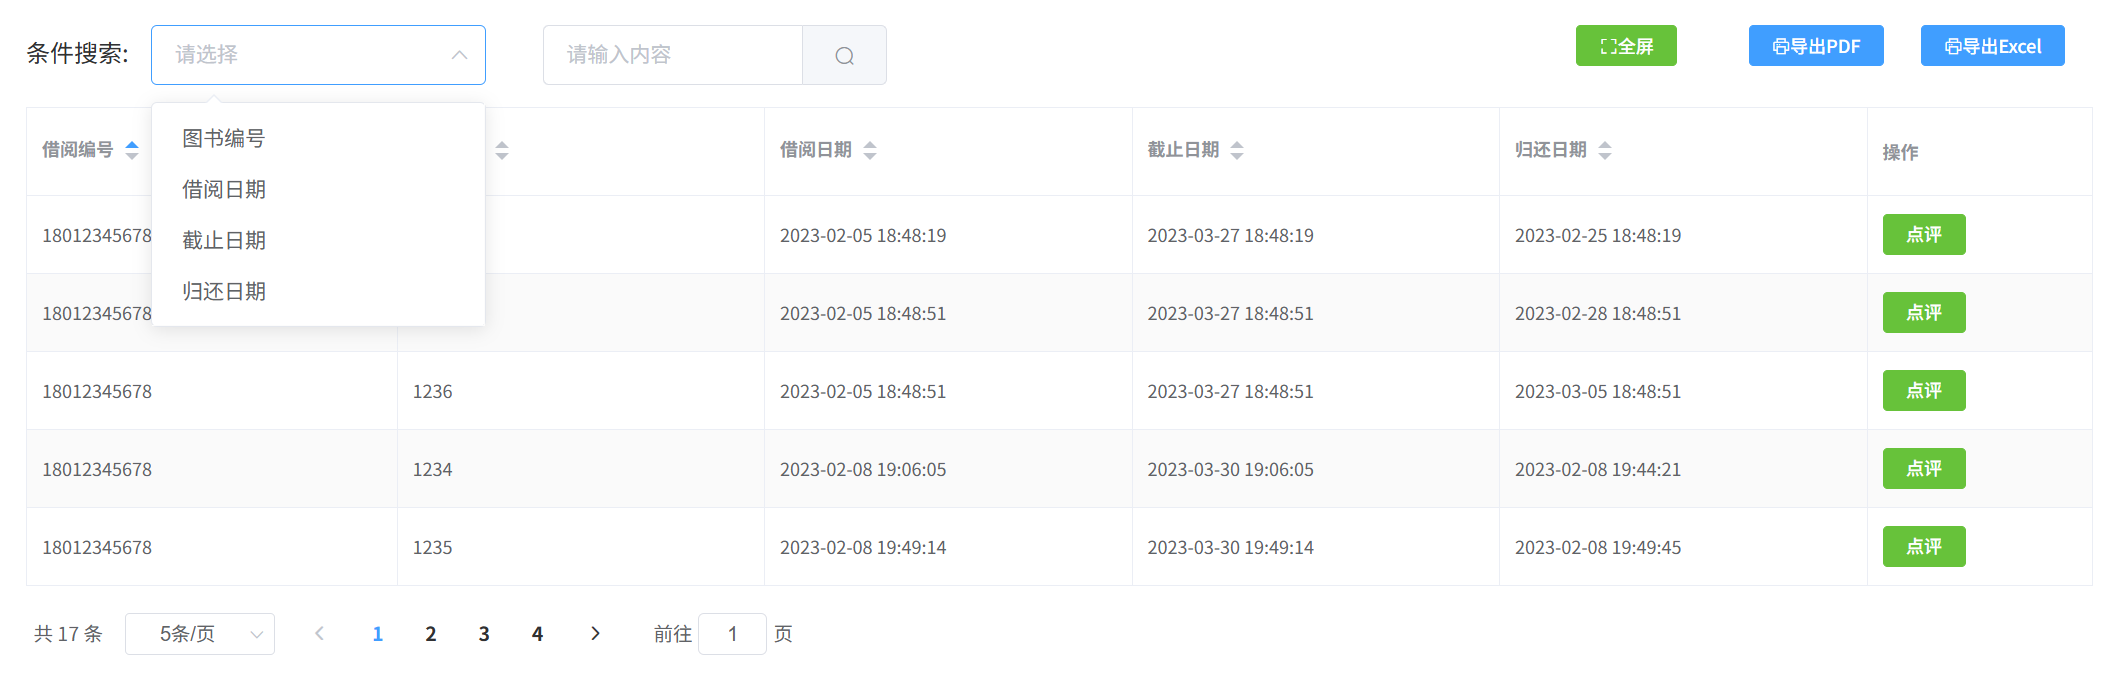 条件搜索: 请选择 请输入内容 全屏 导出PDF 导出Excel
图书编号
借阅日期
截止日期
归还日期
借阅编号 借阅日期 截止日期 归还日期 操作
18012345678 2023-02-05 18:48:19 2023-03-27 18:48:19 2023-02-25 18:48:19 点评
18012345678 2023-02-05 18:48:51 2023-03-27 18:48:51 2023-02-28 18:48:51 点评
18012345678 1236 2023-02-05 18:48:51 2023-03-27 18:48:51 2023-03-05 18:48:51 点评
18012345678 1234 2023-02-08 19:06:05 2023-03-30 19:06:05 2023-02-08 19:44:21 点评
18012345678 1235 2023-02-08 19:49:14 2023-03-30 19:49:14 2023-02-08 19:49:45 点评
共 17 条 5条/页 1 2 3 4 前往 1 页